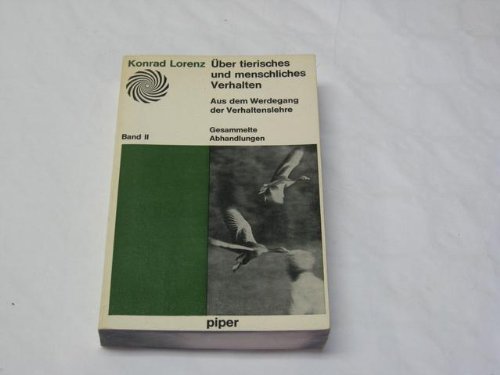 Konrad Lorenz
Über tierisches
und menschliches
Verhalten
Aus dem Werdegang
der Verhaltenslehre
Band II
Gesammelte
Abhandlungen
piper